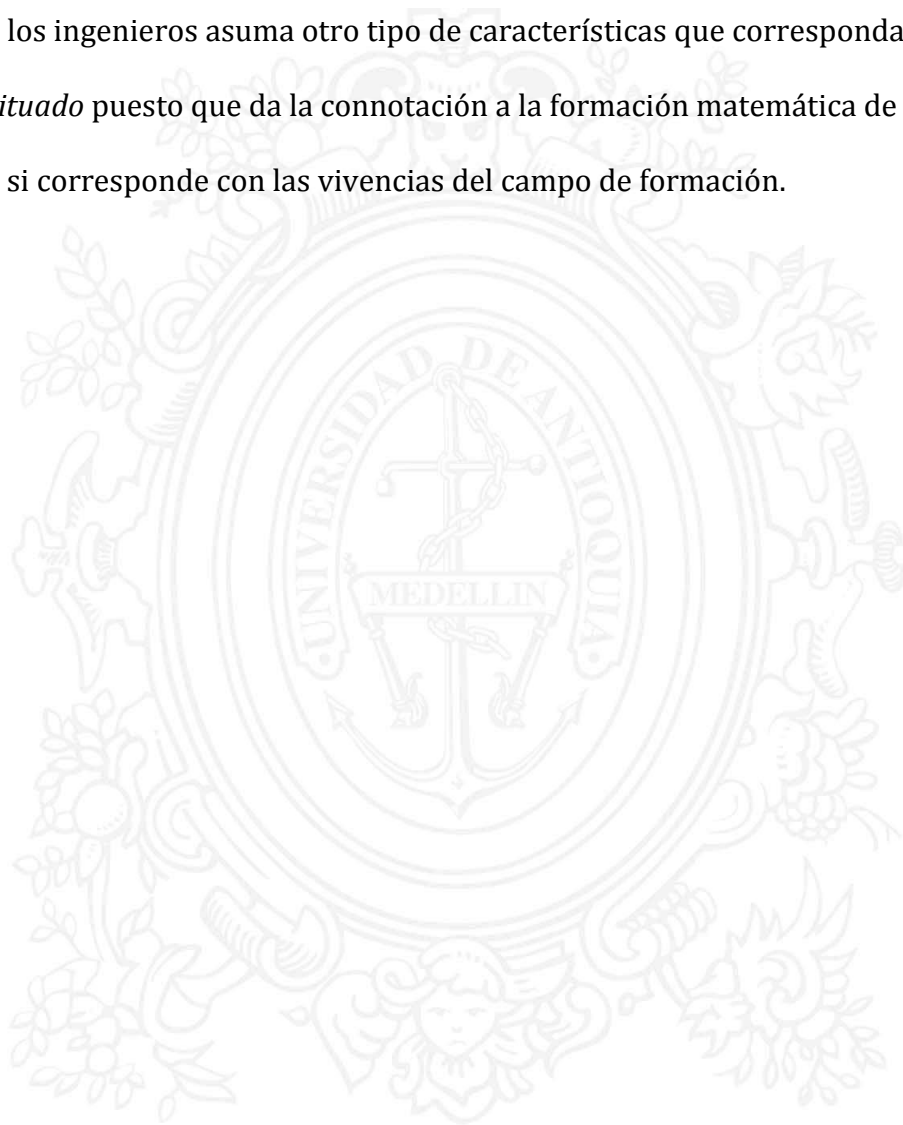 los ingenieros asuma otro tipo de características que corresponda
ituado puesto que da la connotación a la formación matemática de
si corresponde con las vivencias del campo de formación.
UNIVERSIDAD DE ANTIOQUIA
MEDELLIN